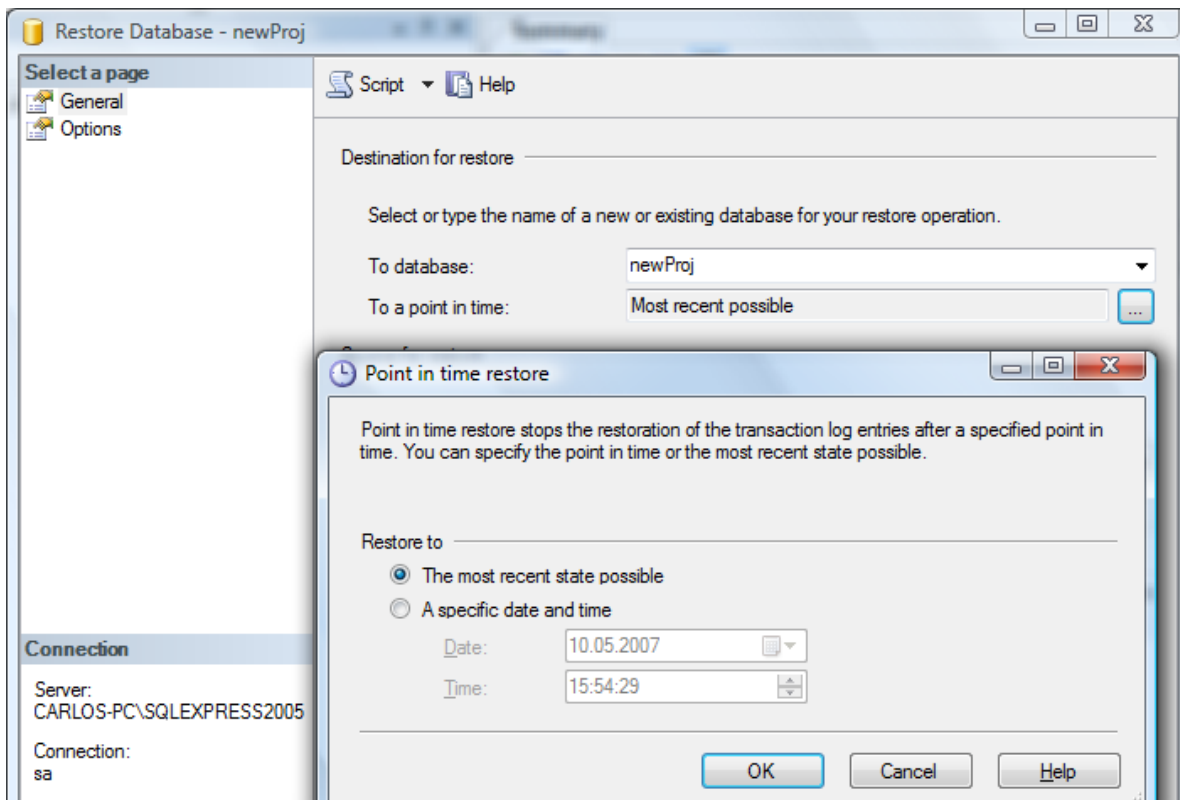 Restore Database - newProj
Summary
Select a page
General
Options
Script
Help
Destination for restore
Select or type the name of a new or existing database for your restore operation.
To database:
newProj
To a point in time:
Most recent possible
...
Point in time restore
Point in time restore stops the restoration of the transaction log entries after a specified point in
time. You can specify the point in time or the most recent state possible.
Restore to
The most recent state possible
A specific date and time
Date:
10.05.2007
Time:
15:54:29
OK
Cancel
Help
Connection
Server:
CARLOS-PC\SQLEXPRESS2005
Connection:
sa